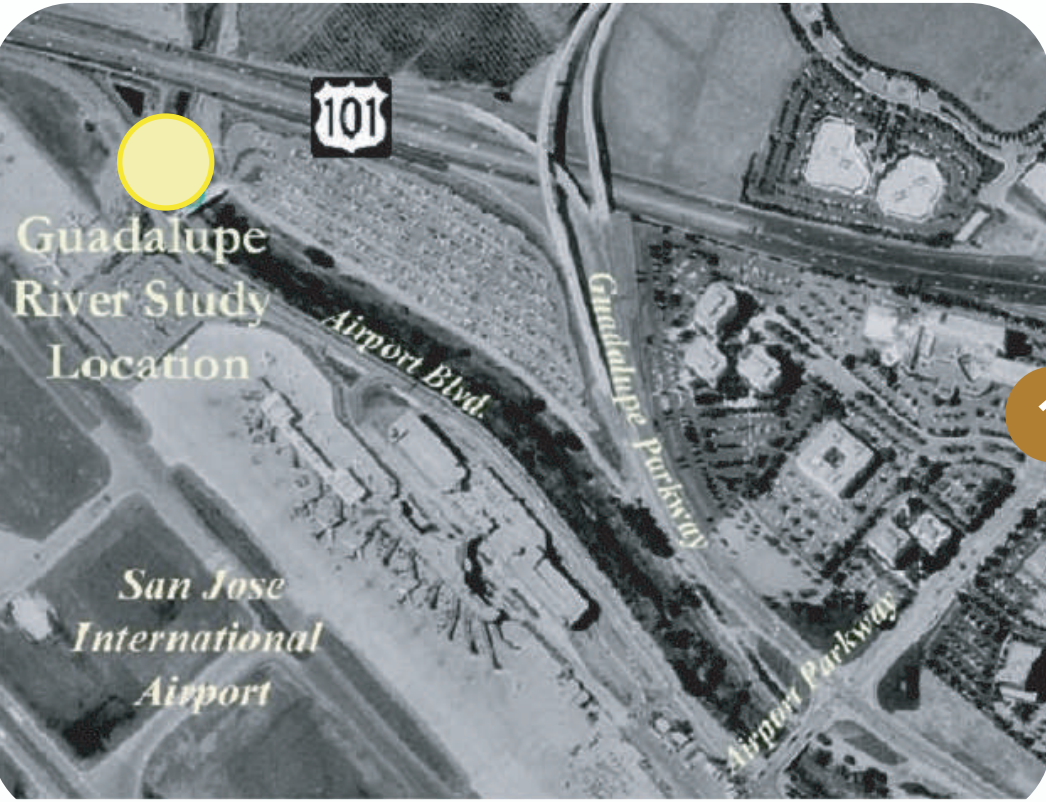 101
Guadalupe
River Study
Location
Airport Blvd.
Guadalupe Parkway
San Jose
International
Airport
Airport Parkway